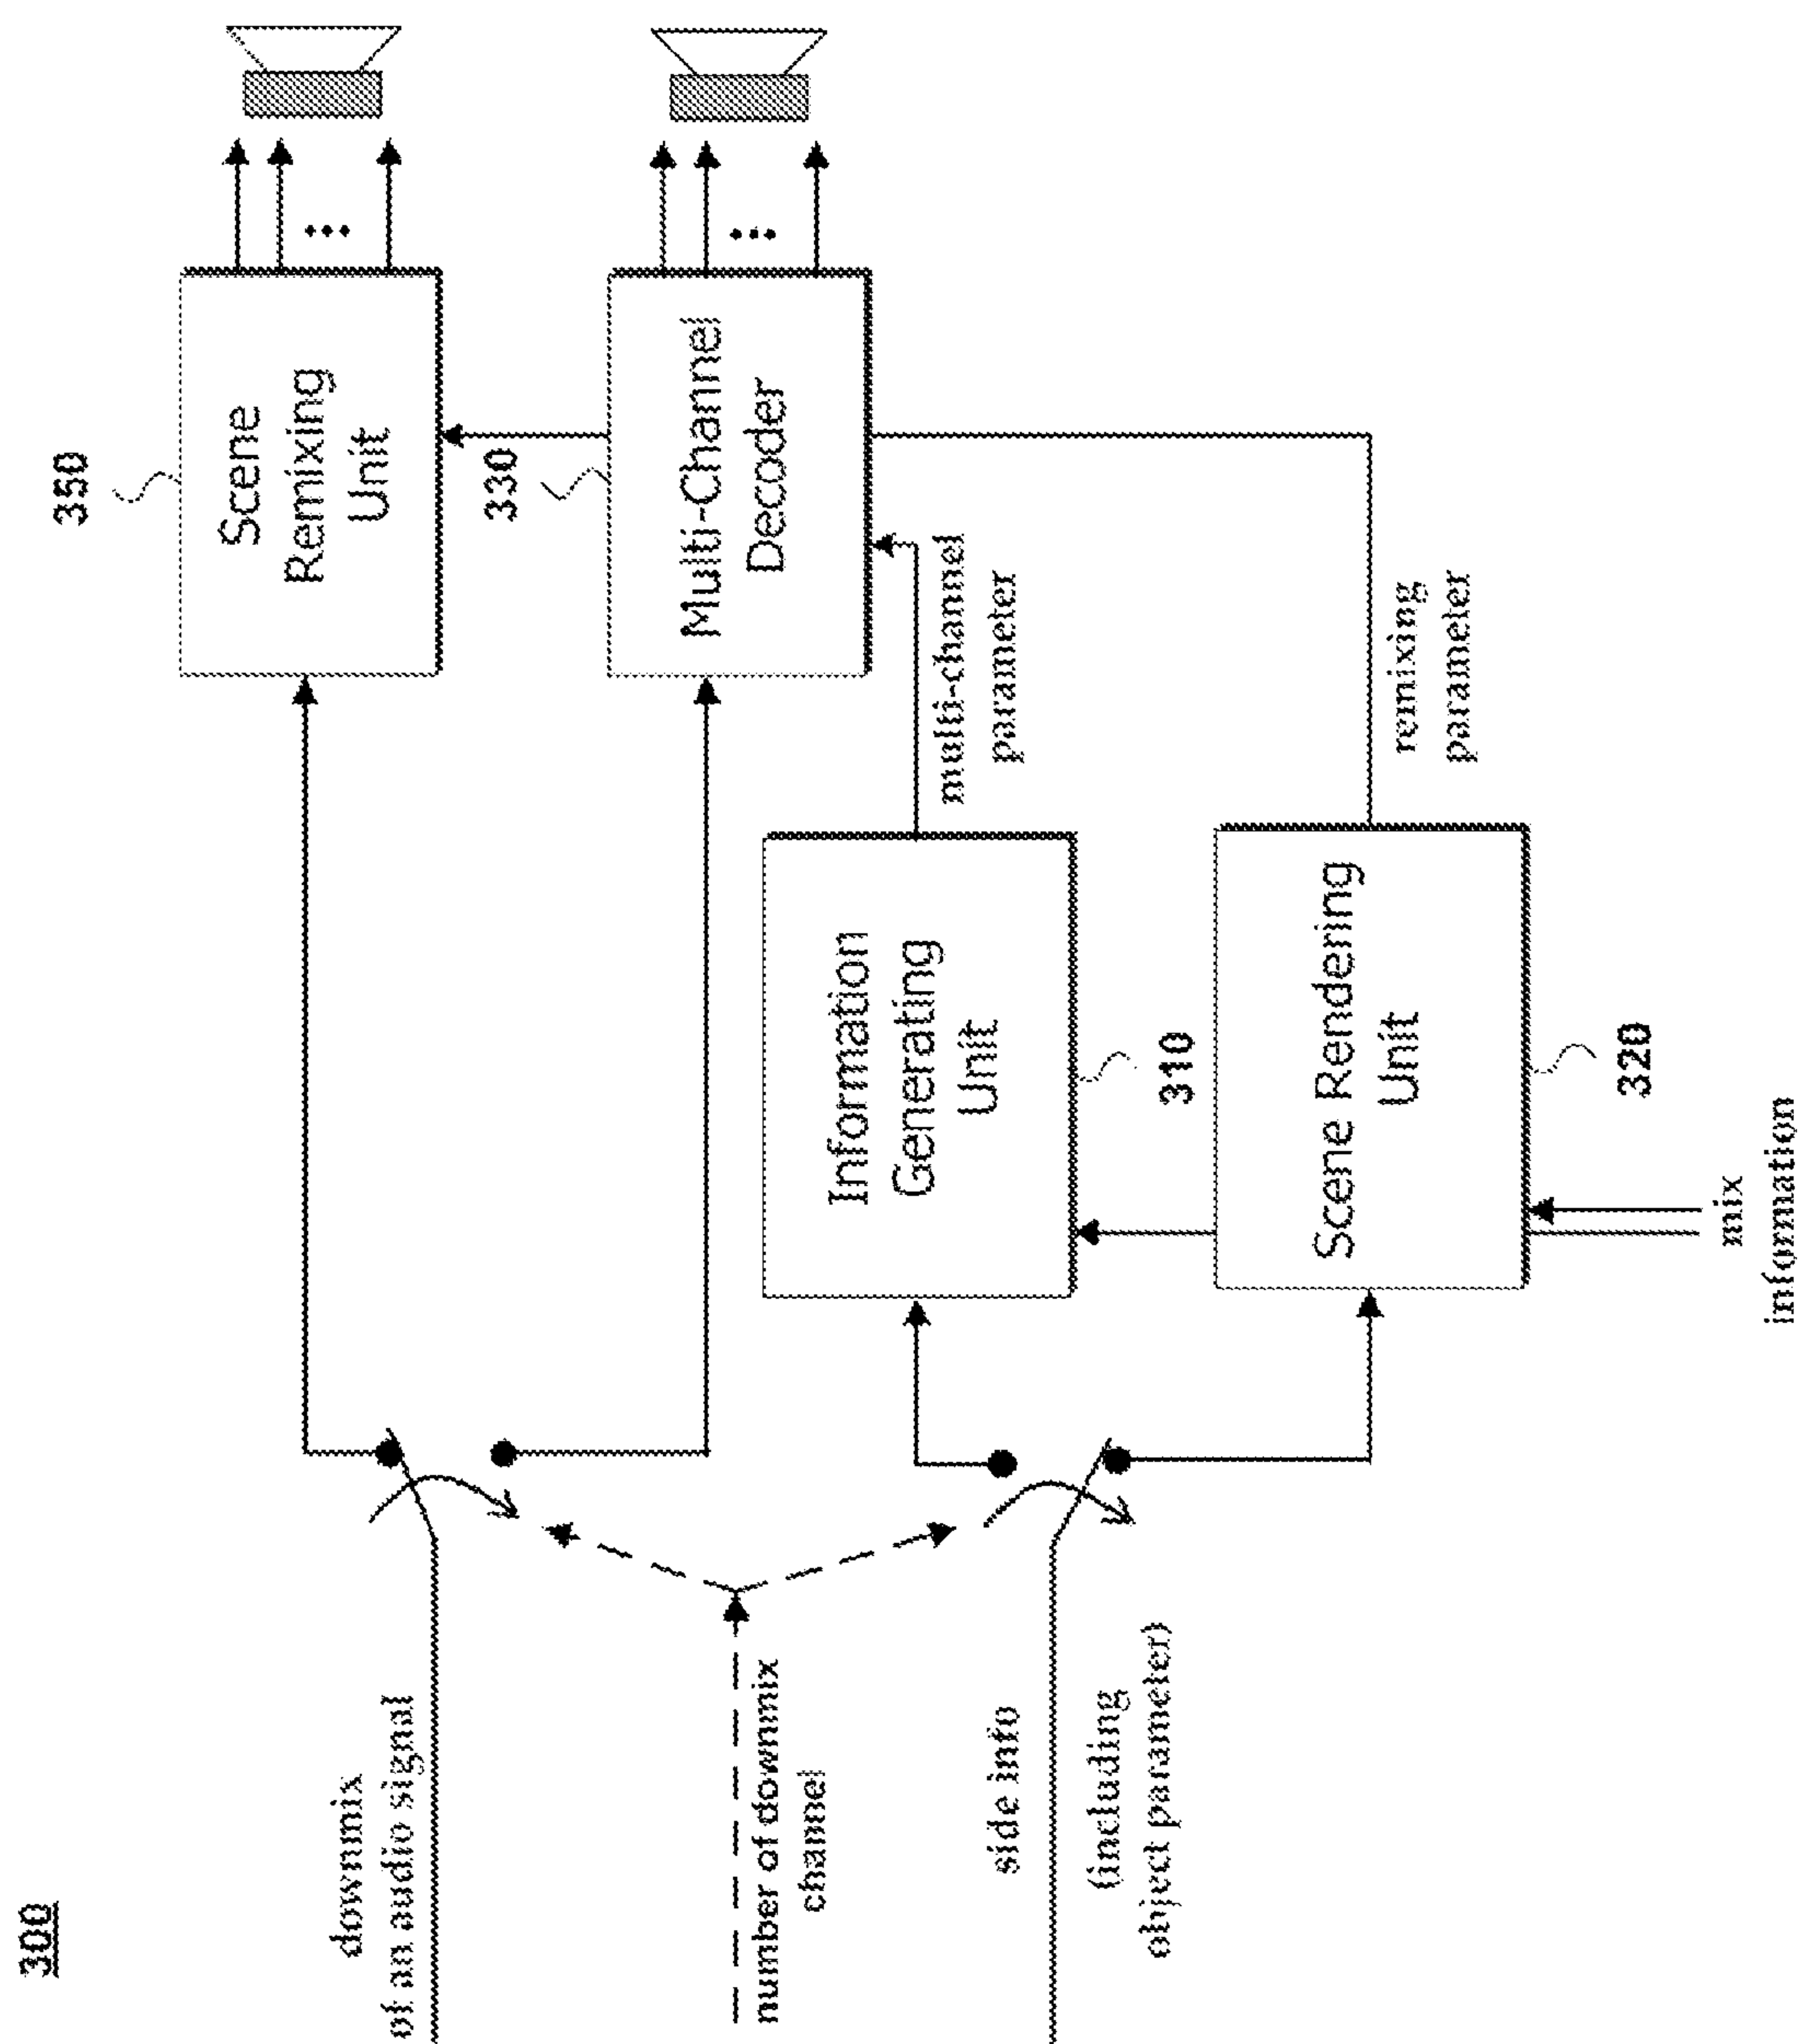 300
downmix
of an audio signal
number of downmix
channel
side info
(including
object parameter)
350
Scene
Remixing
Unit
330
Multi-Channel
Decoder
multi-channel
parameter
Information
Generating
Unit
310
Scene Rendering
Unit
320
remixing
parameter
mix
information
...
...